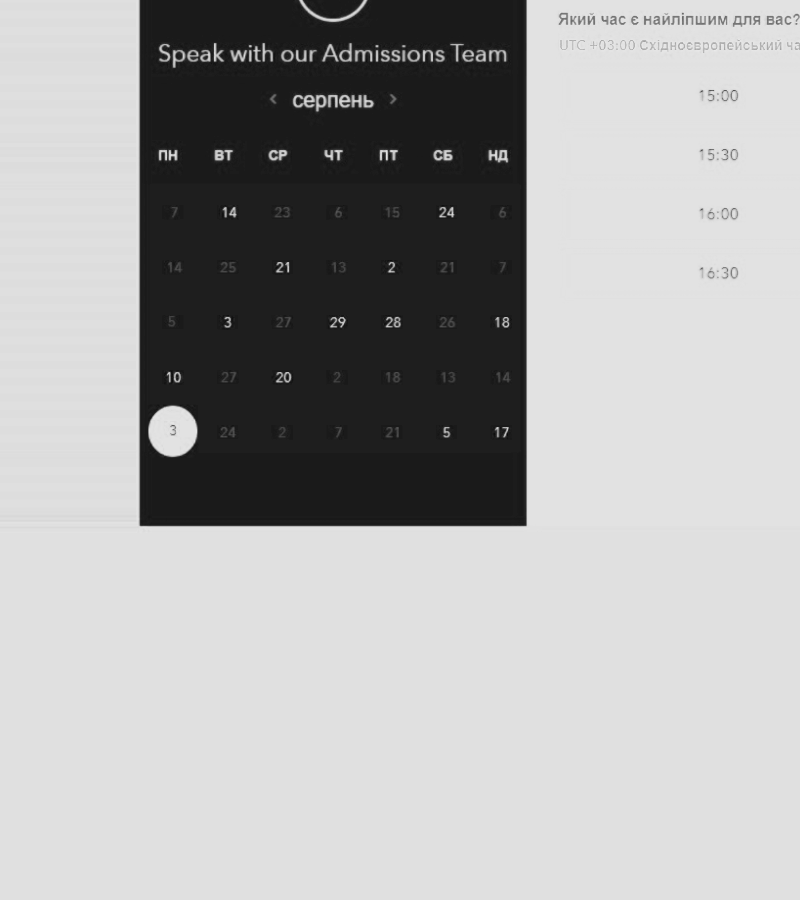 Speak with our Admissions Team
< серпень >
ПН ВТ СР ЧТ ПТ СБ НД
7 14 23 6 15 24 6
14 25 21 13 2 21 7
5 3 27 29 28 26 18
10 27 20 2 18 13 14
3 24 2 7 21 5 17
Який час є найліпшим для вас?
UTC +03:00 Східноєвропейський ча
15:00
15:30
16:00
16:30